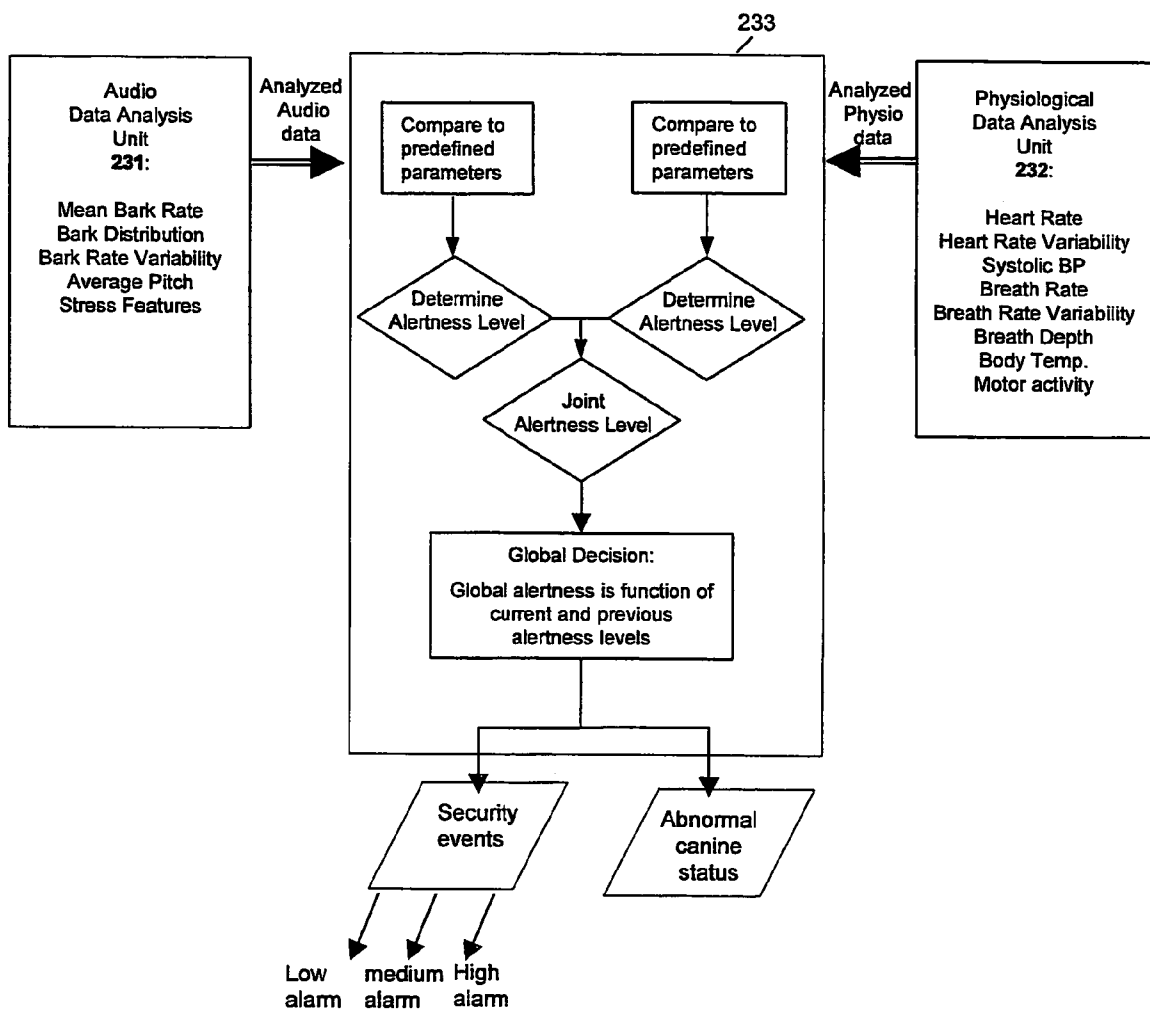 233
Audio
Data Analysis
Unit
231:
Mean Bark Rate
Bark Distribution
Bark Rate Variability
Average Pitch
Stress Features
Analyzed
Audio
data
Compare to
predefined
parameters
Compare to
predefined
parameters
Analyzed
Physio
data
Physiological
Data Analysis
Unit
232:
Heart Rate
Heart Rate Variability
Systolic BP
Breath Rate
Breath Rate Variability
Breath Depth
Body Temp.
Motor activity
Determine
Alertness Level
Determine
Alertness Level
Joint
Alertness Level
Global Decision:
Global alertness is function of
current and previous
alertness levels
Security
events
Abnormal
canine
status
Low
alarm
medium
alarm
High
alarm